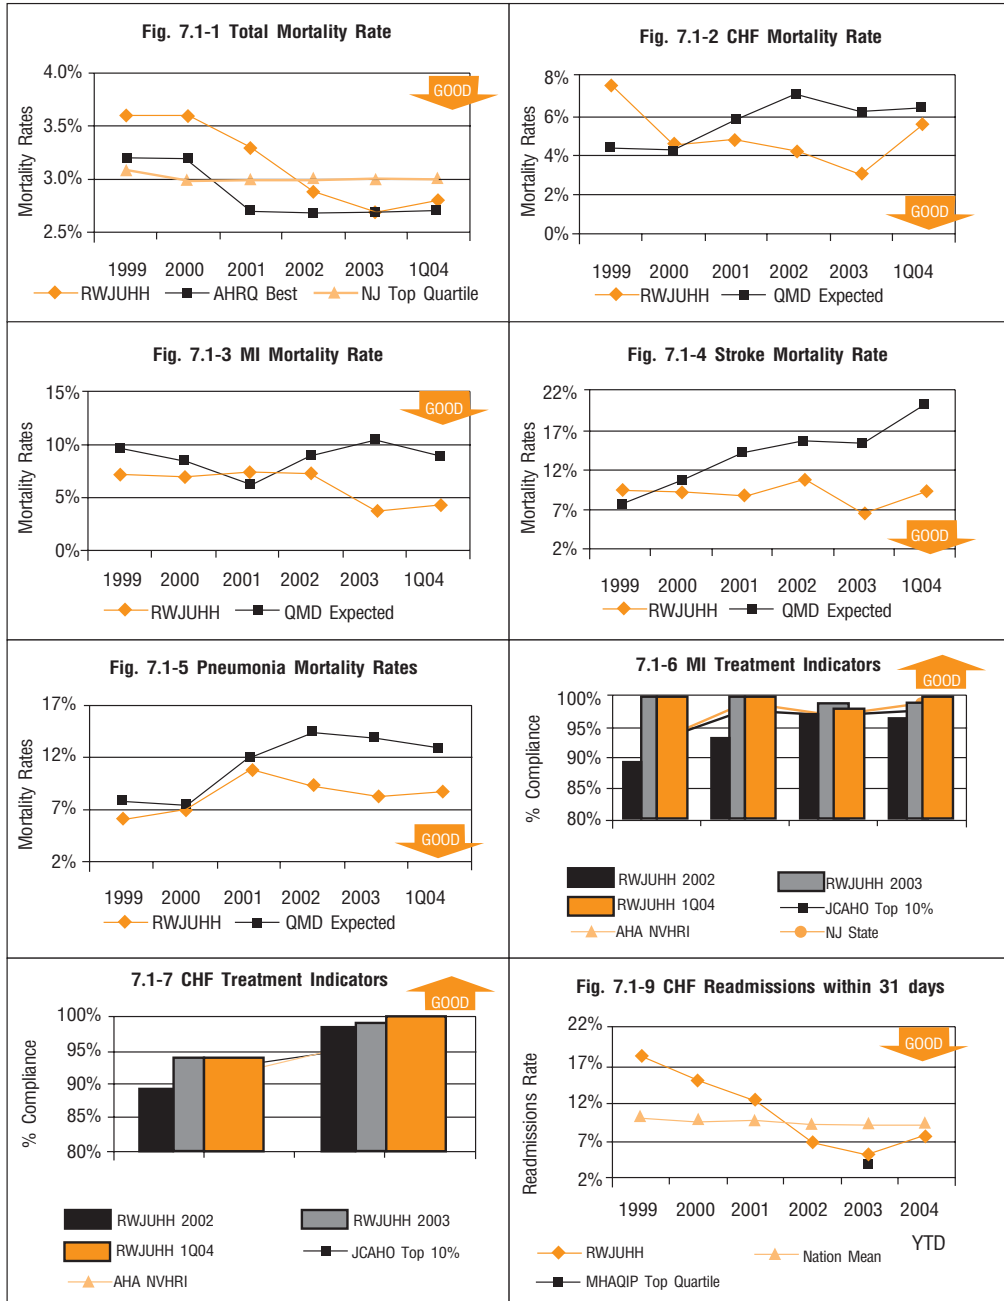 Fig. 7.1-1 Total Mortality Rate
GOOD
Mortality Rates
4.0%
3.5%
3.0%
2.5%
1999 2000 2001 2002 2003 1Q04
RWJUHH AHRQ Best NJ Top Quartile
Fig. 7.1-2 CHF Mortality Rate
Mortality Rates
8%
6%
4%
2%
0%
GOOD
1999 2000 2001 2002 2003 1Q04
RWJUHH QMD Expected
Fig. 7.1-3 MI Mortality Rate
GOOD
Mortality Rates
15%
10%
5%
0%
1999 2000 2001 2002 2003 1Q04
RWJUHH QMD Expected
Fig. 7.1-4 Stroke Mortality Rate
Mortality Rates
22%
17%
12%
7%
2%
GOOD
1999 2000 2001 2002 2003 1Q04
RWJUHH QMD Expected
Fig. 7.1-5 Pneumonia Mortality Rates
Mortality Rates
17%
12%
7%
2%
GOOD
1999 2000 2001 2002 2003 1Q04
RWJUHH QMD Expected
7.1-6 MI Treatment Indicators
GOOD
% Compliance
100%
95%
90%
85%
80%
RWJUHH 2002 RWJUHH 2003
RWJUHH 1Q04 JCAHO Top 10%
AHA NVHRI NJ State
7.1-7 CHF Treatment Indicators
GOOD
% Compliance
100%
95%
90%
85%
80%
RWJUHH 2002 RWJUHH 2003
RWJUHH 1Q04 JCAHO Top 10%
AHA NVHRI
Fig. 7.1-9 CHF Readmissions within 31 days
GOOD
Readmissions Rate
22%
17%
12%
7%
2%
1999 2000 2001 2002 2003 2004
YTD
RWJUHH Nation Mean
MHAQIP Top Quartile